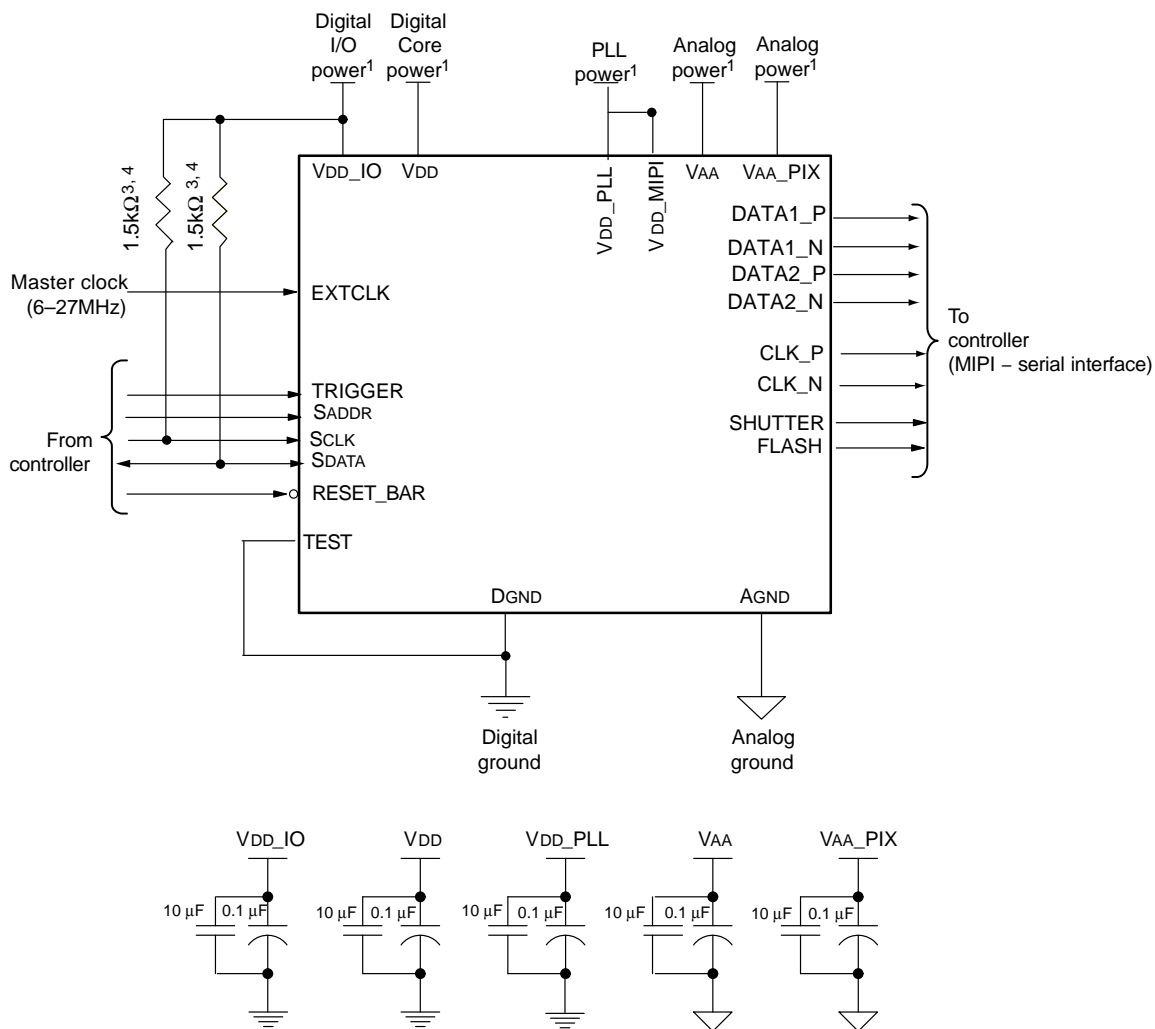 Digital
I/O
power1
Digital
Core
power1
PLL
power1
Analog
power1
Analog
power1
VDD_IO
VDD
VDD_PLL
VDD_MIPI
VAA
VAA_PIX
1.5kΩ3, 4
1.5kΩ3, 4
Master clock
(6–27MHz)
EXTCLK
From
controller
TRIGGER
SADDR
SCLK
SDATA
RESET_BAR
TEST
DATA1_P
DATA1_N
DATA2_P
DATA2_N
CLK_P
CLK_N
SHUTTER
FLASH
To
controller
(MIPI − serial interface)
DGND
AGND
Digital
ground
Analog
ground
VDD_IO
10 μF
0.1 μF
VDD
10 μF
0.1 μF
VDD_PLL
10 μF
0.1 μF
VAA
10 μF
0.1 μF
VAA_PIX
10 μF
0.1 μF